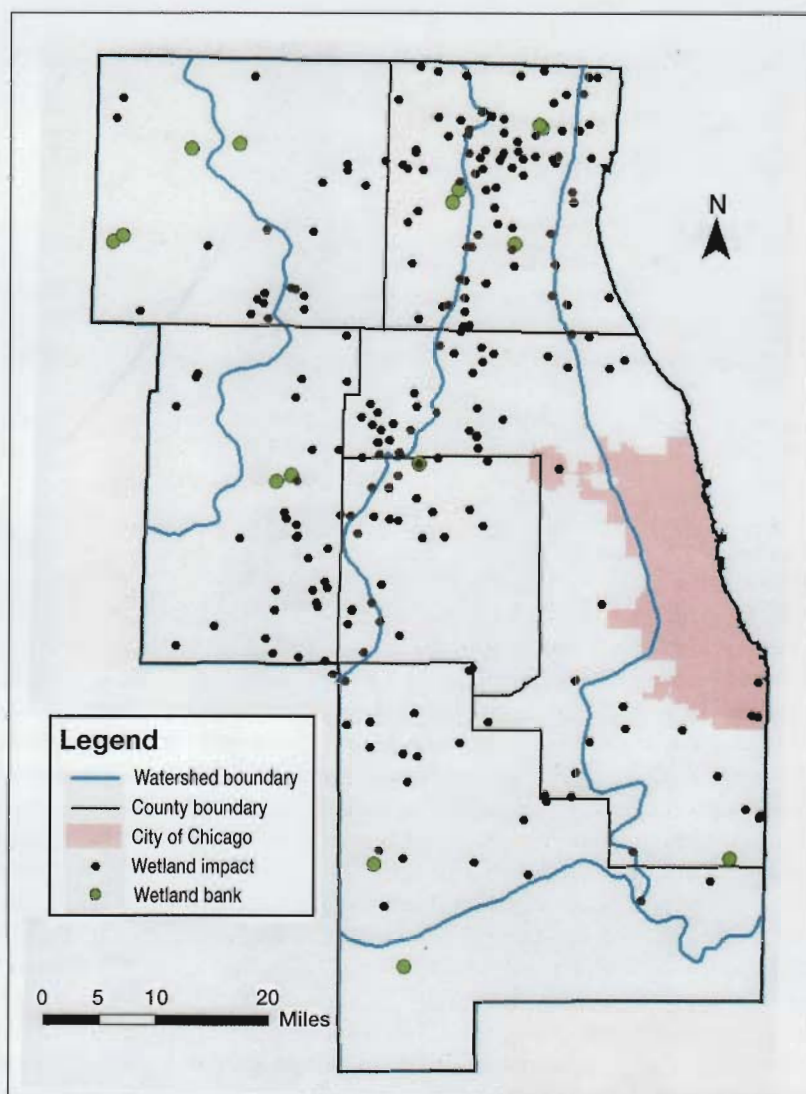 N
Legend
Watershed boundary
County boundary
City of Chicago
Wetland impact
Wetland bank
0 5 10 20
Miles